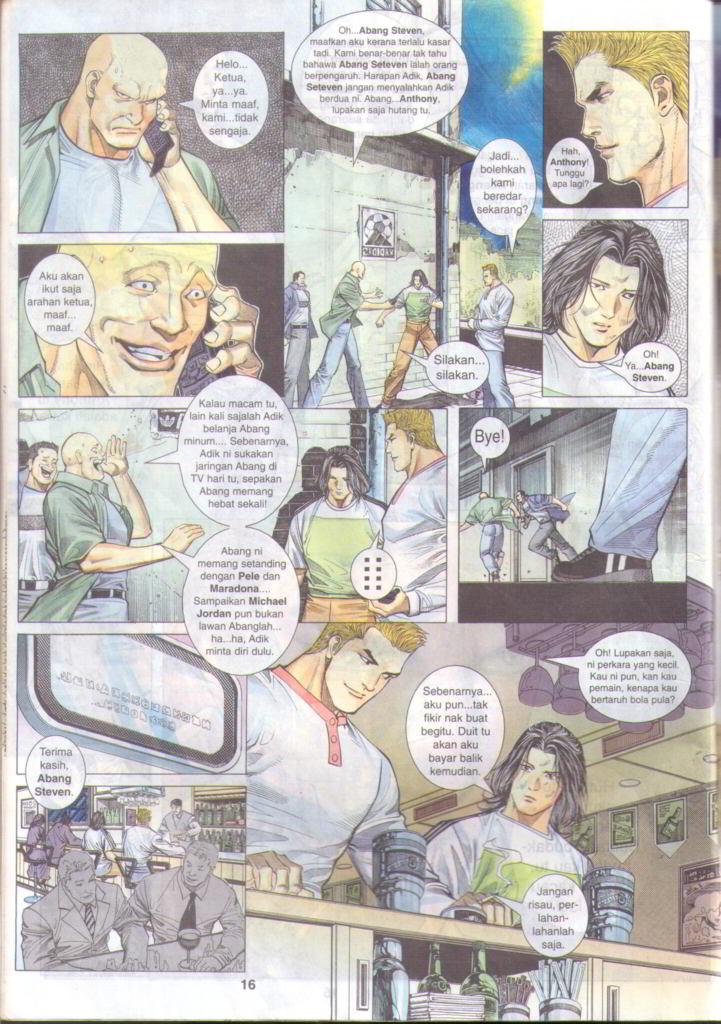 Helo...
Ketua,
ya...ya.
Minta maaf,
kami...tidak
sengaja.
Oh...Abang Steven,
maafkan aku kerana terlalu kasar
tadi. Kami benar-benar tak tahu
bahawa Abang Seteven ialah orang
berpengaruh. Harapan Adik, Abang
Seteven jangan menyalahkan Adik
berdua ni. Abang...Anthony,
lupakan saja hutang tu.
Jadi...
bolehkah
kami
beredar
sekarang?
Silakan...
silakan.
Hah,
Anthony!
Tunggu
apa lagi?
Aku akan
ikut saja
arahan ketua,
maaf...
maaf.
Oh!
Ya...Abang
Steven.
Kalau macam tu,
lain kali sajalah Adik
belanja Abang
minum.... Sebenarnya,
Adik ni sukakan
jaringan Abang di
TV hari tu, sepakan
Abang memang
hebat sekali!
Abang ni
memang setanding
dengan Pele dan
Maradona....
Sampaikan Michael
Jordan pun bukan
lawan Abanglah...
ha...ha, Adik
minta diri dulu.
Bye!
Terima
kasih,
Abang
Steven.
Sebenarnya...
aku pun...tak
fikir nak buat
begitu. Duit tu
akan aku
bayar balik
kemudian.
Oh! Lupakan saja,
ni perkara yang kecil.
Kau ni pun, kan kau
pemain, kenapa kau
bertaruh bola pula?
Jangan
risau, per-
lahan-
lahanlah
saja.
16